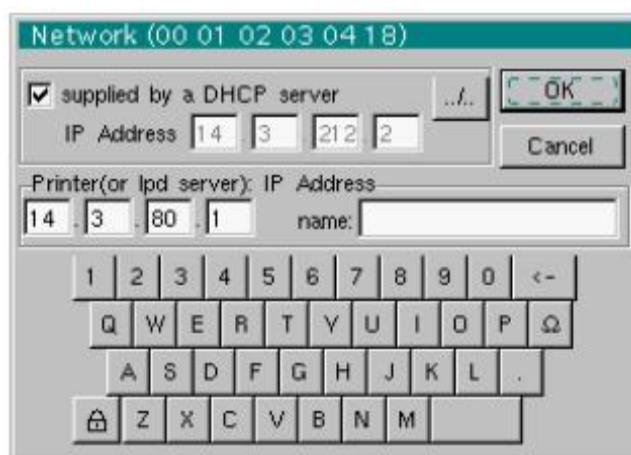 Network (00 01 02 03 04 18)
supplied by a DHCP server ../.. OK
IP Address 14 . 3 . 212 . 2 Cancel
Printer(or lpd server): IP Address
14 . 3 . 80 . 1 name:
1 2 3 4 5 6 7 8 9 0 <-
Q W E R T Y U I O P Ω
A S D F G H J K L .
Z X C V B N M